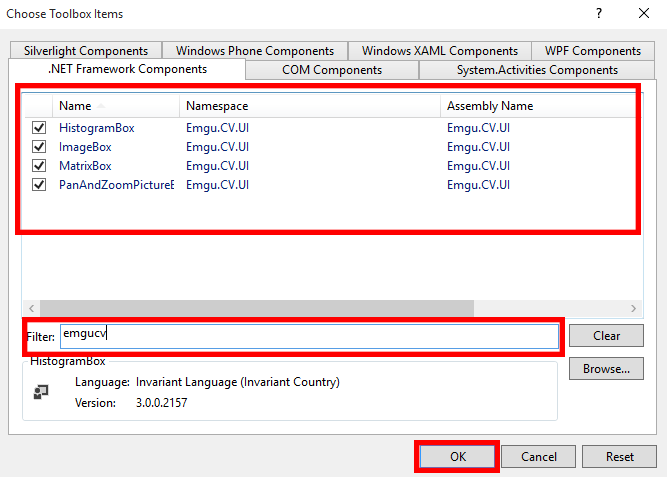 Choose Toolbox Items
? ×
Silverlight Components Windows Phone Components Windows XAML Components WPF Components
.NET Framework Components COM Components System.Activities Components
Name Namespace Assembly Name
HistogramBox Emgu.CV.UI Emgu.CV.UI
ImageBox Emgu.CV.UI Emgu.CV.UI
MatrixBox Emgu.CV.UI Emgu.CV.UI
PanAndZoomPictureB Emgu.CV.UI Emgu.CV.UI
Filter: emgucv Clear
HistogramBox Browse...
Language: Invariant Language (Invariant Country)
Version: 3.0.0.2157
OK Cancel Reset